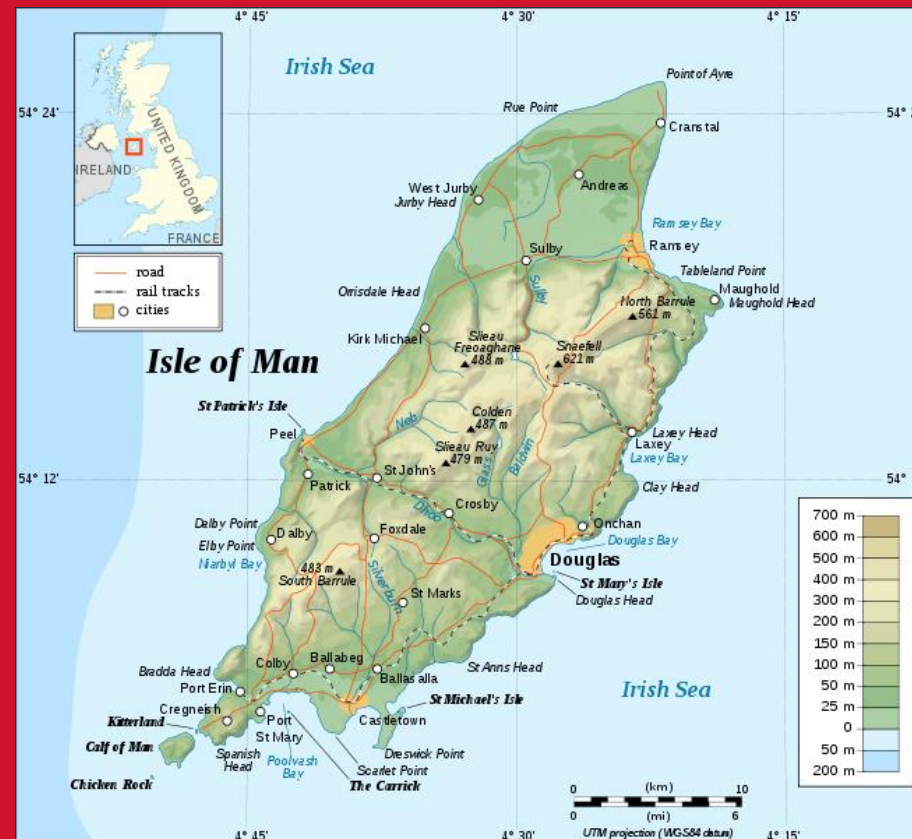 4° 45'
4° 30'
4° 15'
Irish Sea
Point of Ayre
54° 24'
Rue Point
54° 2
Cranstal
UNITED KINGDOM
IRELAND
FRANCE
West Jurby
Jurby Head
Andreas
Ramsey Bay
Ramsey
Sulby
Sulby
Tableland Point
Maughold
Maughold Head
road
rail tracks
cities
Orrisdale Head
North Barrule
561 m
Kirk Michael
Slieau
Freoaghane
488 m
Snaefell
621 m
Isle of Man
St Patrick's Isle
Peel
Neb
Colden
487 m
Slieau Ruy
479 m
Glass
Baldwin
Laxey Head
Laxey
Laxey Bay
54° 12'
54°
Patrick
St John's
Clay Head
Dhoo
Crosby
Dalby Point
Dalby
Elby Point
Niarbyl Bay
Foxdale
Onchan
Douglas Bay
Douglas
483 m
South Barrule
Silverburn
St Mary's Isle
Douglas Head
St Marks
700 m
600 m
500 m
400 m
300 m
200 m
150 m
100 m
50 m
25 m
0
50 m
200 m
Bradda Head
Colby
Ballabeg
Ballasalla
St Anns Head
Port Erin
Cregneish
Kitterland
St Michael's Isle
Irish Sea
Port
St Mary
Castletown
Calf of Man
Spanish
Head
Poolvash
Bay
Dreswick Point
Scarlet Point
The Carrick
Chicken Rock
0 (km) 10
0 (mi) 6
UTM projection (WGS84 datum)
4° 45'
4° 30'
4° 15'